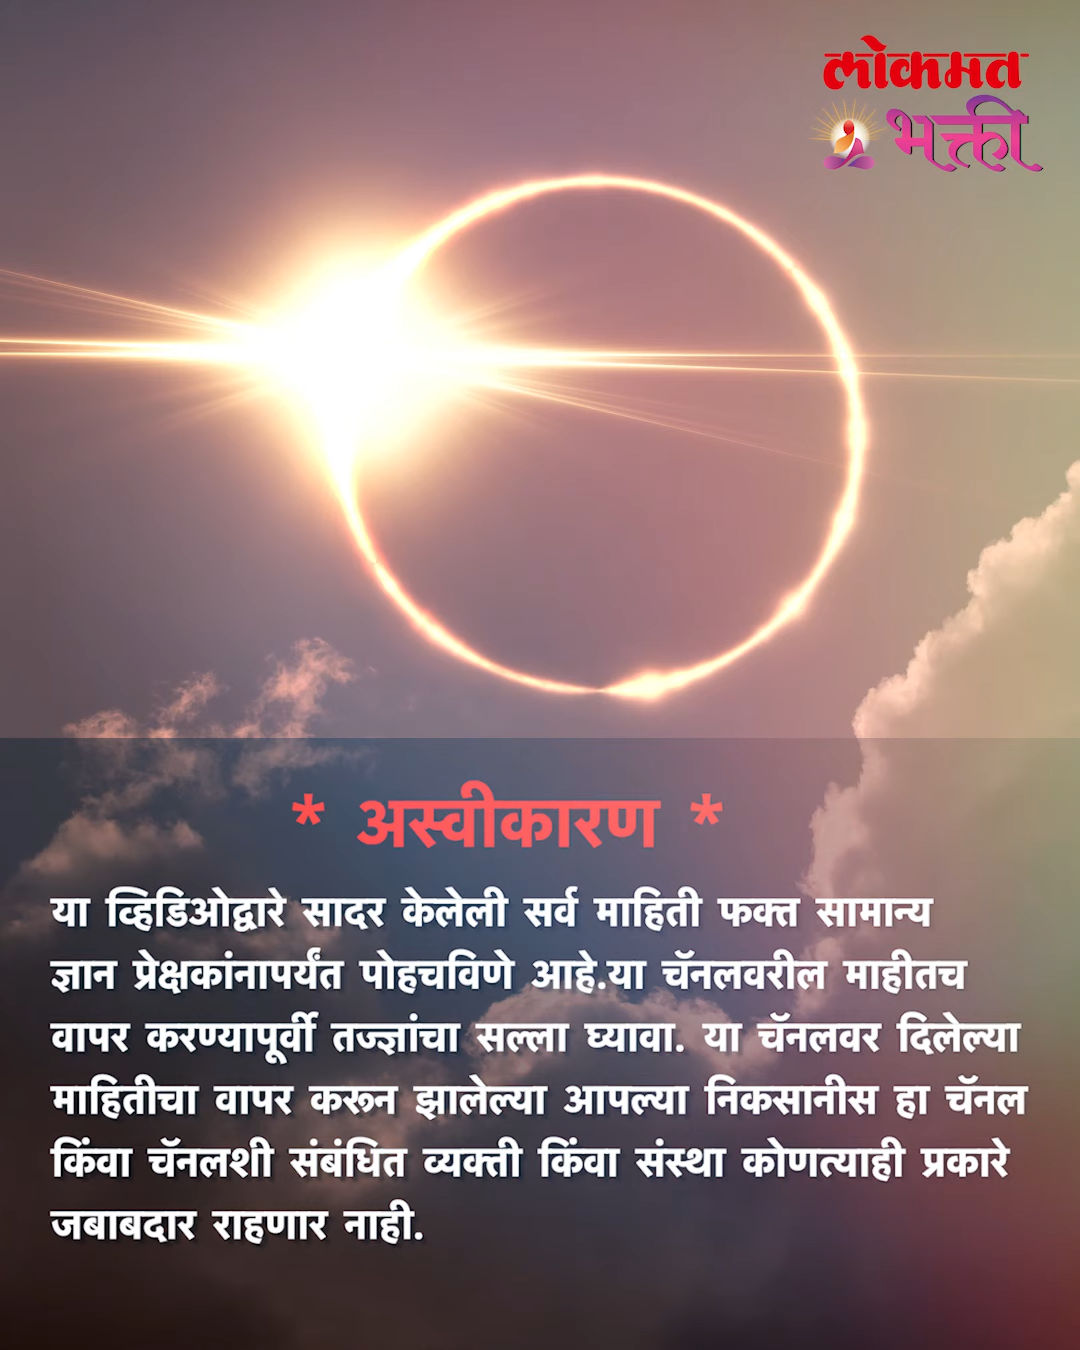 लोकमत
भक्ती
* अस्वीकारण *
या व्हिडिओद्वारे सादर केलेली सर्व माहिती फक्त सामान्य
ज्ञान प्रेक्षकांनापर्यंत पोहचविणे आहे.या चॅनलवरील माहीतच
वापर करण्यापूर्वी तज्ज्ञांचा सल्ला घ्यावा. या चॅनलवर दिलेल्या
माहितीचा वापर करून झालेल्या आपल्या निकसानीस हा चॅनल
किंवा चॅनलशी संबंधित व्यक्ती किंवा संस्था कोणत्याही प्रकारे
जबाबदार राहणार नाही.